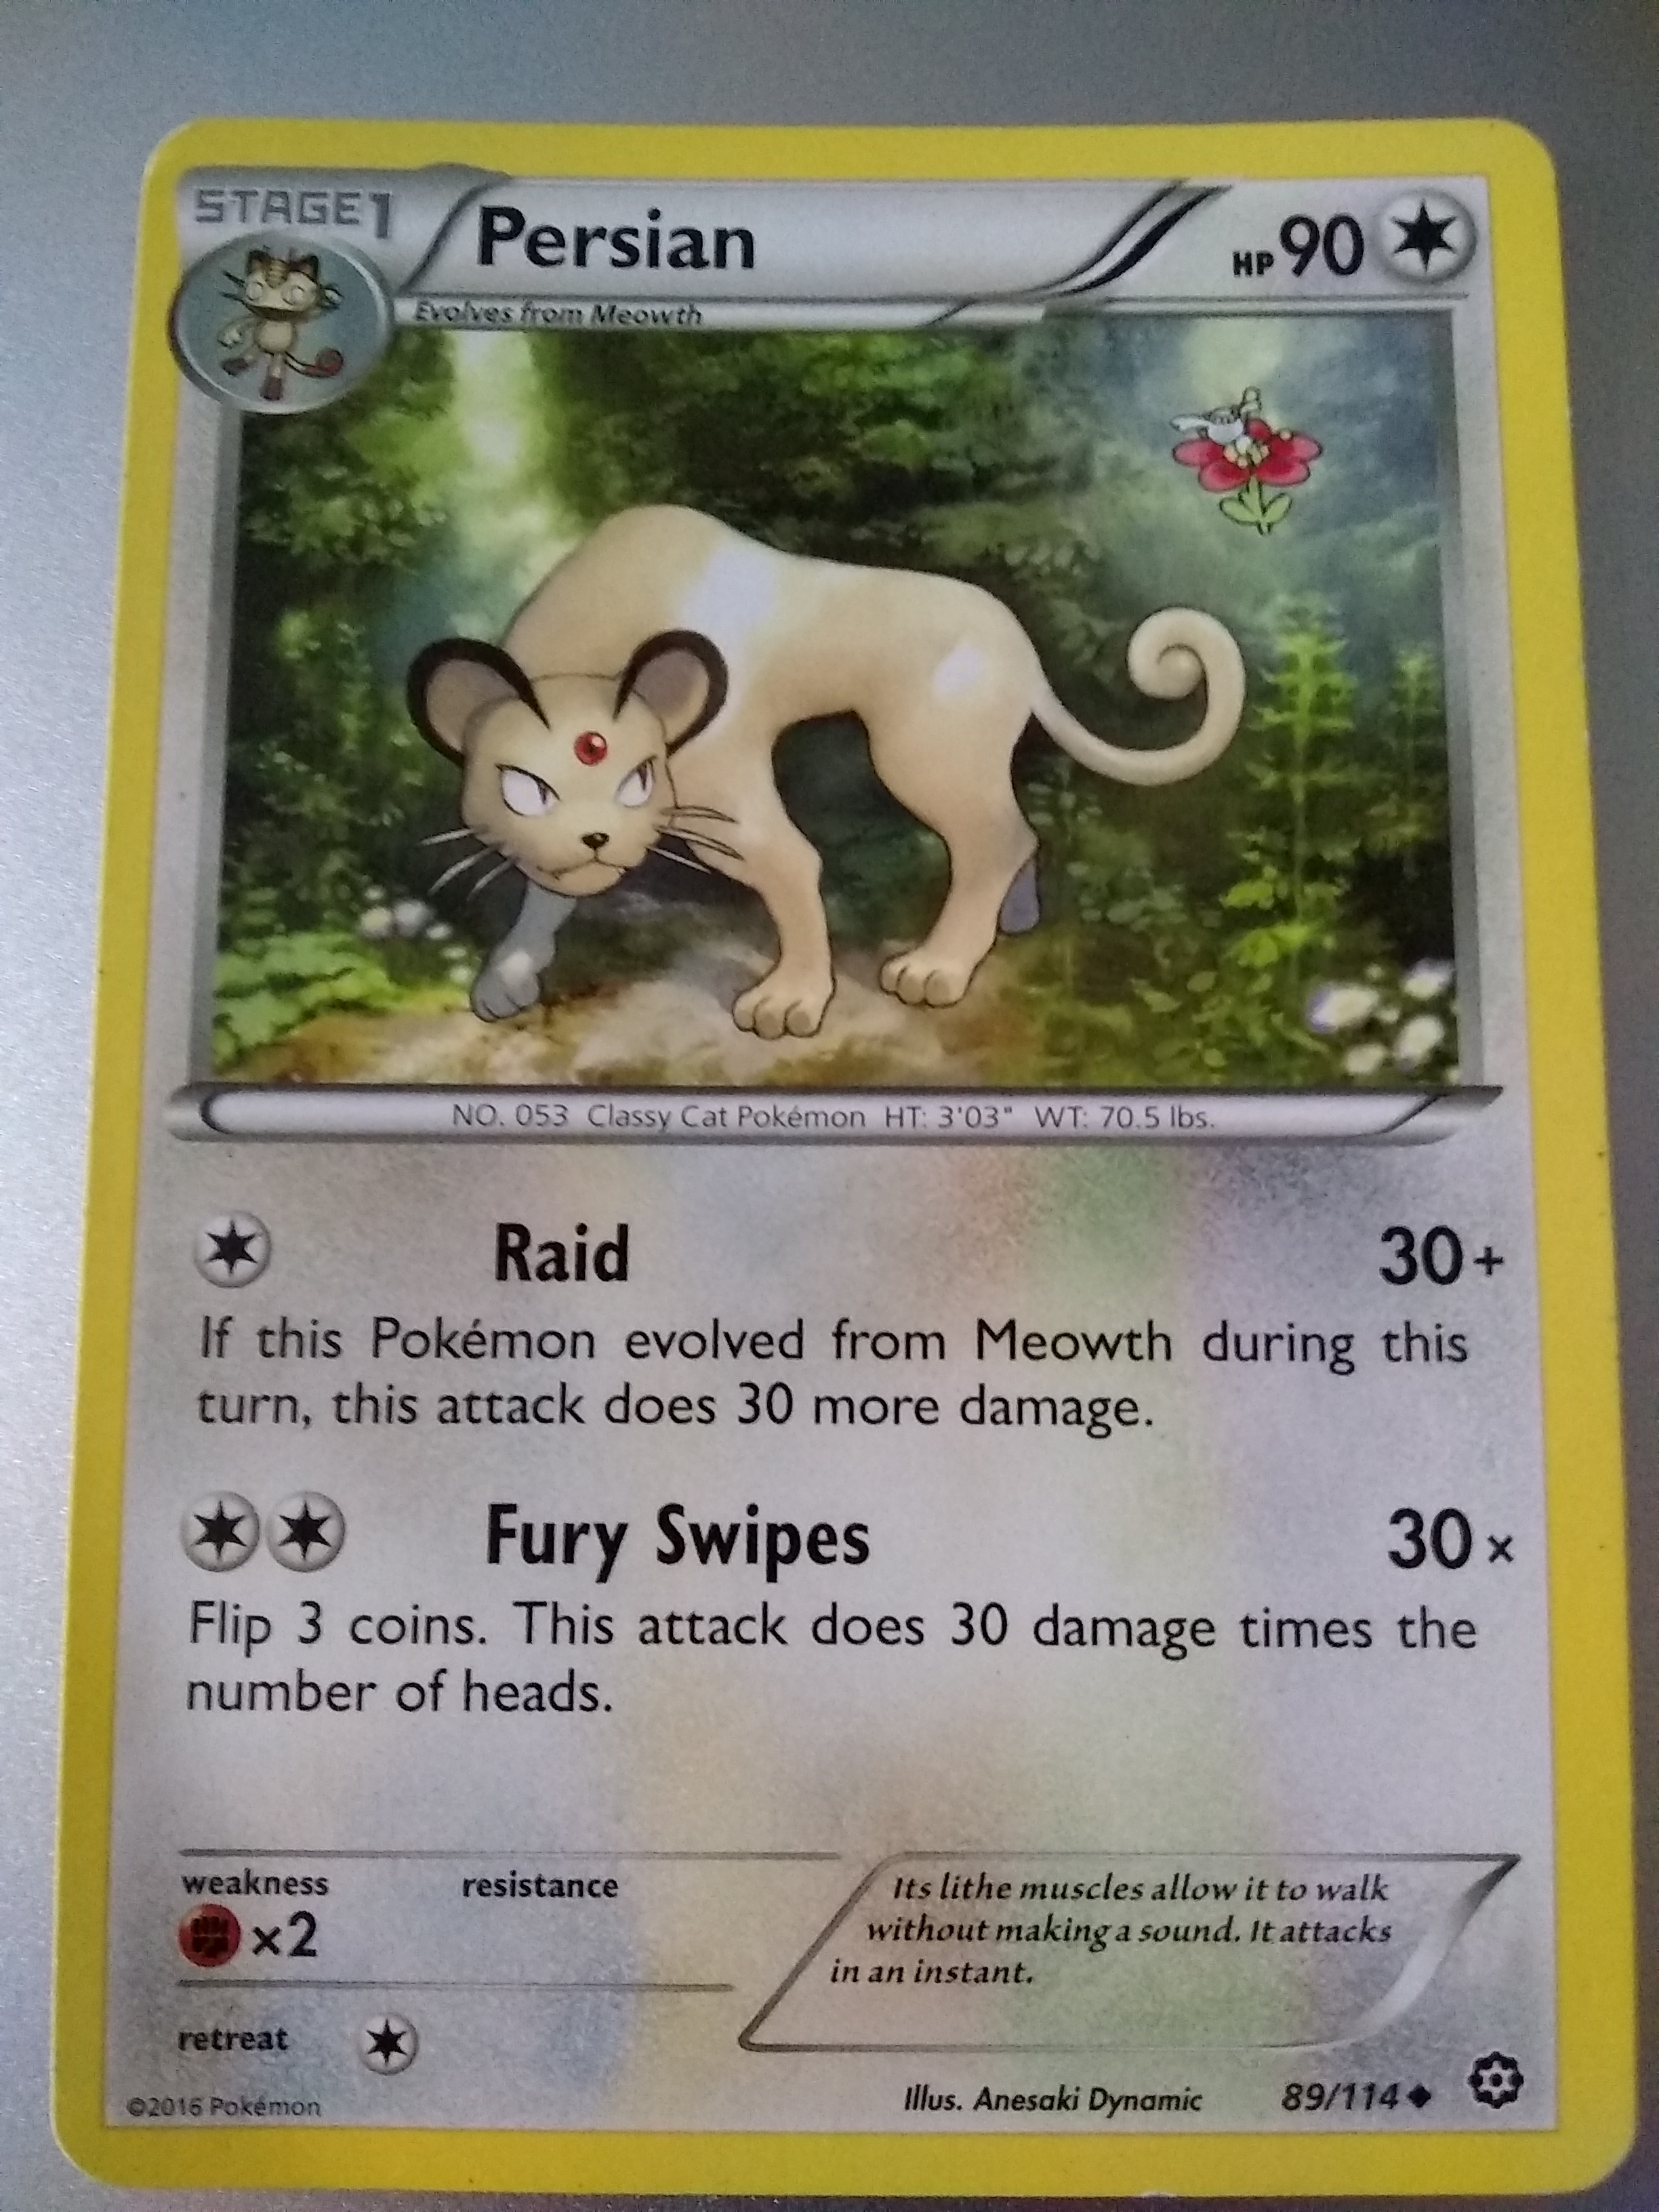 STAGE1
Persian
HP 90
Evolves from Meowth
NO. 053 Classy Cat Pokémon HT: 3'03" WT: 70.5 lbs.
Raid 30+
If this Pokémon evolved from Meowth during this
turn, this attack does 30 more damage.
Fury Swipes 30×
Flip 3 coins. This attack does 30 damage times the
number of heads.
weakness resistance
×2
Its lithe muscles allow it to walk
without making a sound. It attacks
in an instant.
retreat
©2016 Pokémon
Illus. Anesaki Dynamic 89/114